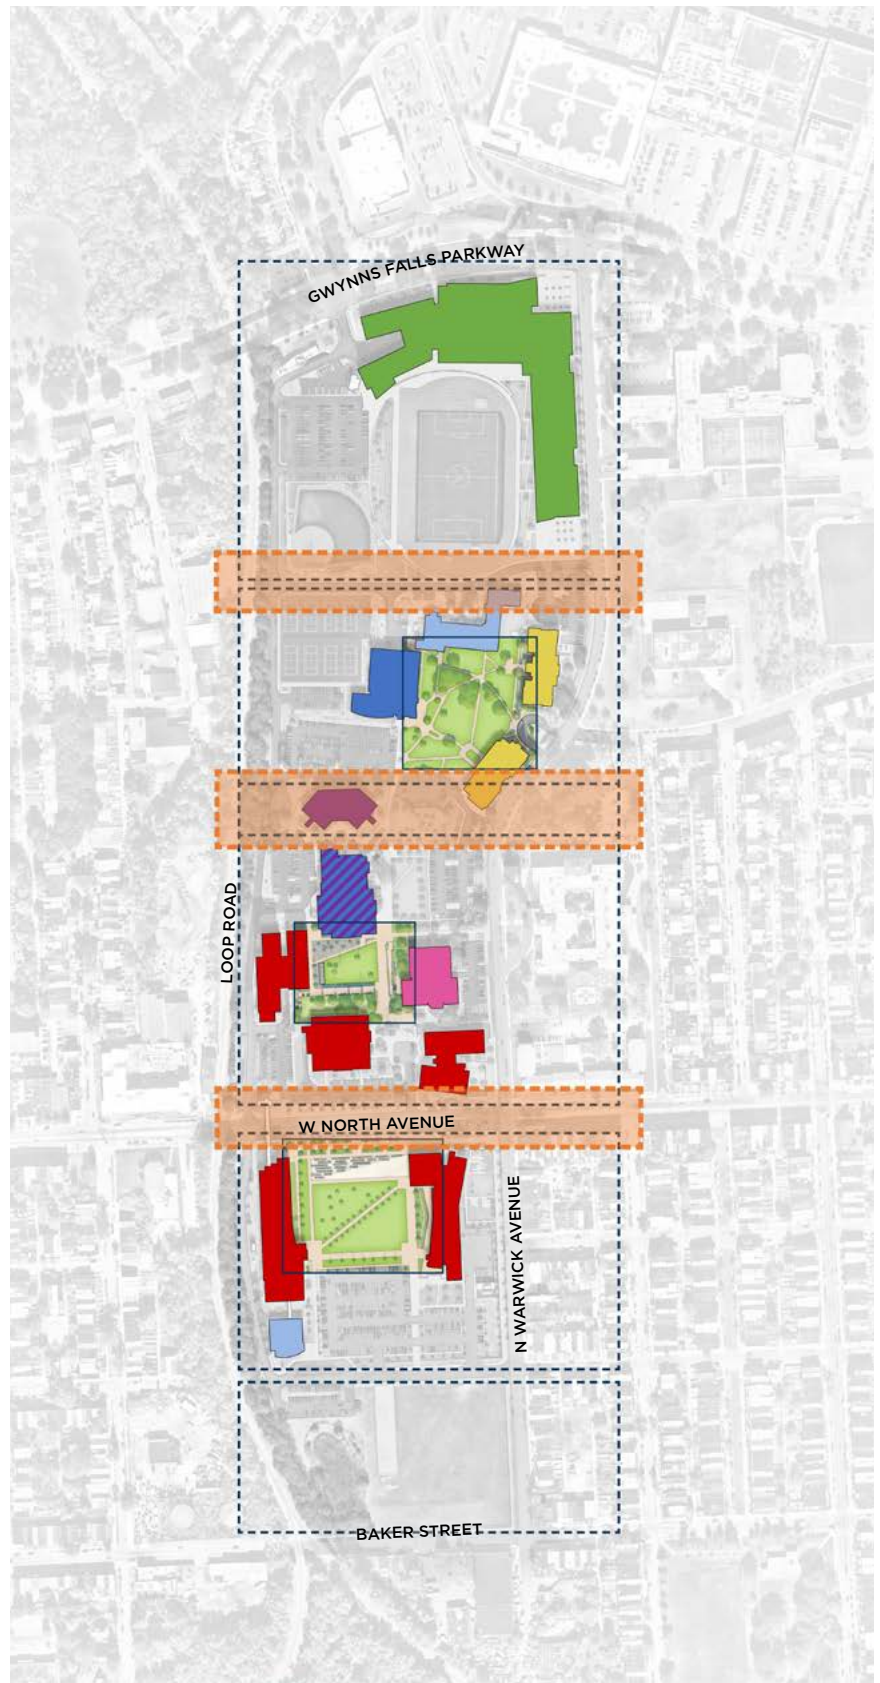 GWYNNS FALLS PARKWAY
LOOP ROAD
W NORTH AVENUE
N WARWICK AVENUE
BAKER STREET